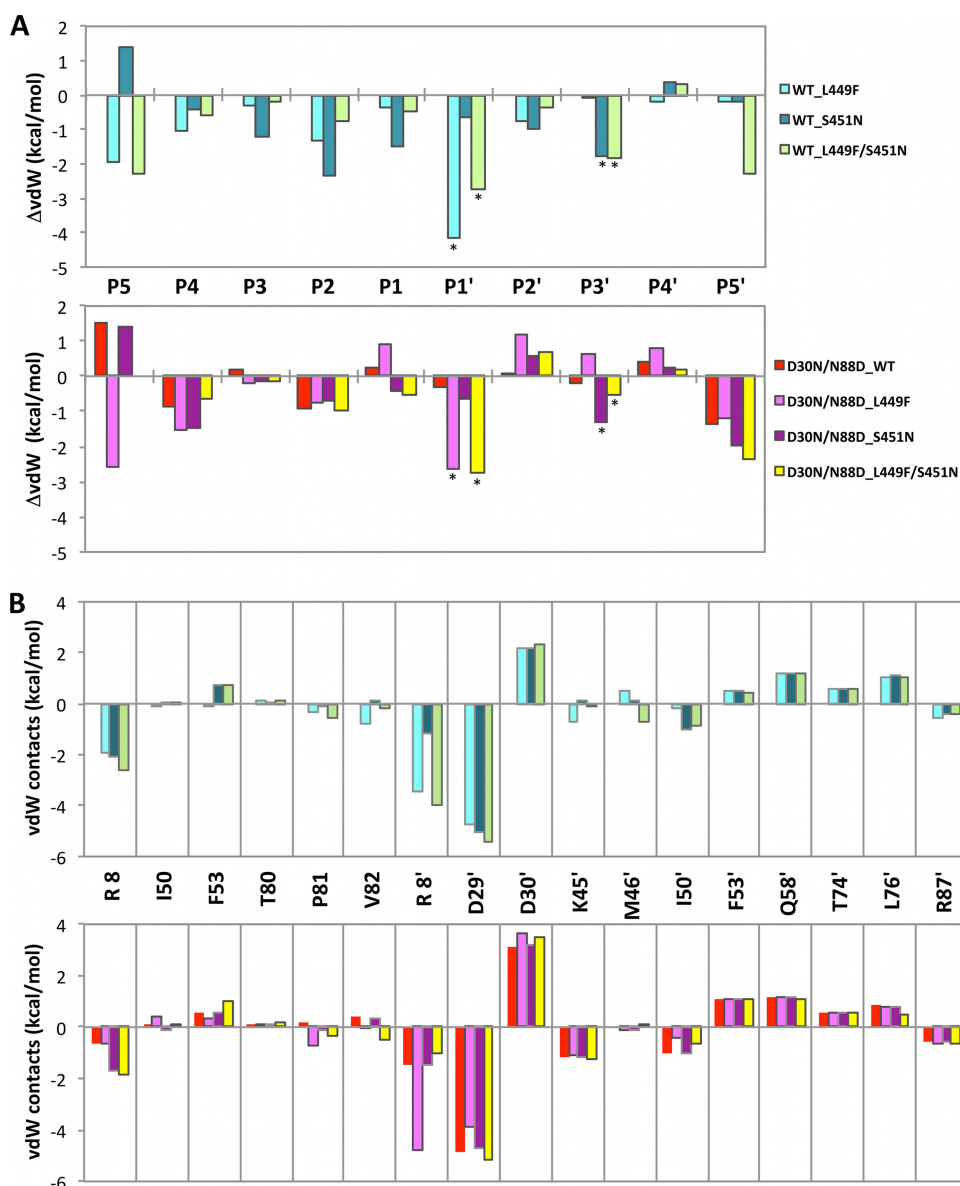 A
ΔvdW (kcal/mol)
2
1
0
-1
-2
-3
-4
-5
* * * *
WT_L449F
WT_S451N
WT_L449F/S451N
P5 P4 P3 P2 P1 P1' P2' P3' P4' P5'
ΔvdW (kcal/mol)
2
1
0
-1
-2
-3
-4
-5
* * * *
D30N/N88D_WT
D30N/N88D_L449F
D30N/N88D_S451N
D30N/N88D_L449F/S451N
B
vdW contacts (kcal/mol)
4
2
0
-2
-4
-6
R 8 I50 F53 T80 P81 V82 R 8' D29' D30' K45' M46' I50' F53' Q58' T74' L76' R87'
vdW contacts (kcal/mol)
4
2
0
-2
-4
-6